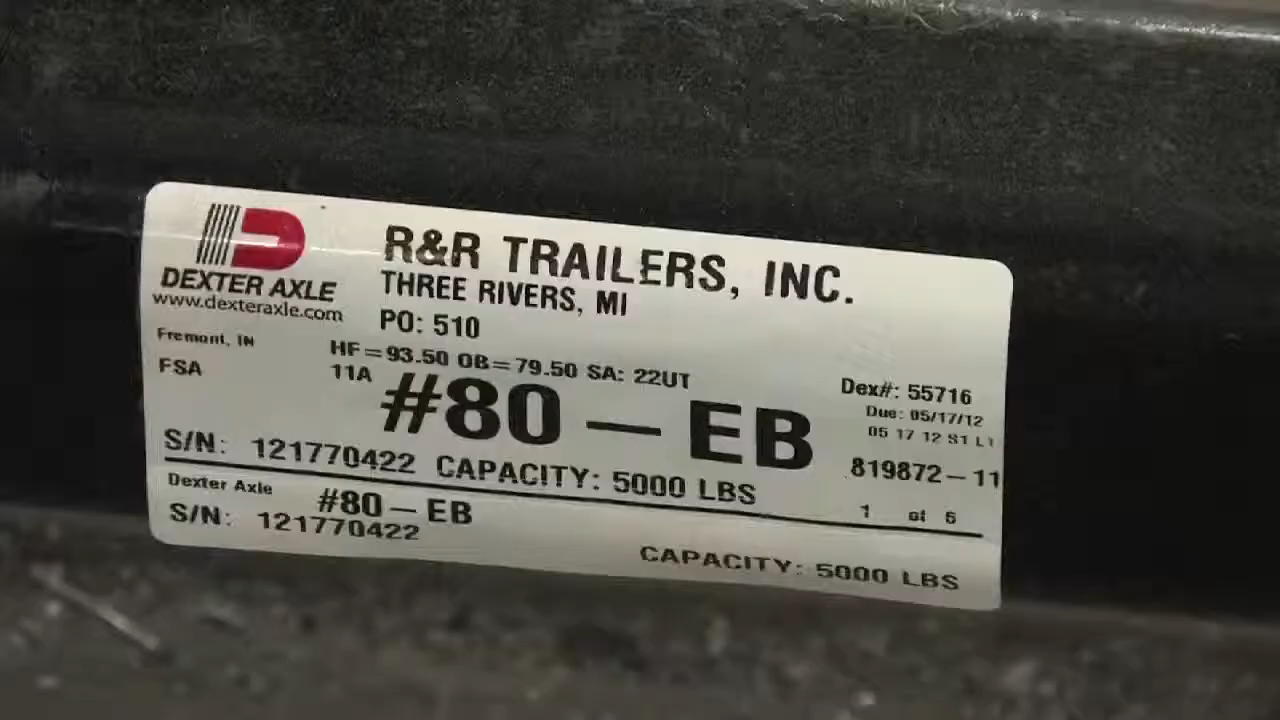 R&R TRAILERS, INC.
DEXTER AXLE
THREE RIVERS, MI
www.dexteraxle.com
PO: 510
Fremont, IN
HF=93.50 OB=79.50 SA: 22UT
FSA
11A
#80-EB
Dex#: 55716
Due: 05/17/12
05 17 12 S1 L1
S/N: 121770422 CAPACITY: 5000 LBS
819872-11
1 of 6
Dexter Axle
#80-EB
S/N: 121770422
CAPACITY: 5000 LBS